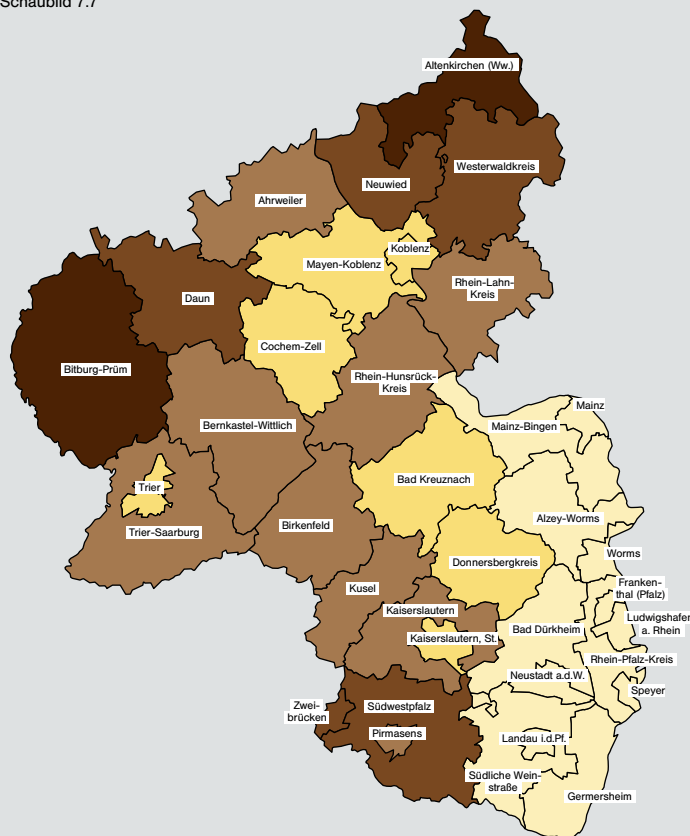 Schaubild 7.7
Altenkirchen (Ww.)
Westerwaldkreis
Neuwied
Ahrweiler
Koblenz
Mayen-Koblenz
Rhein-Lahn-
Kreis
Daun
Cochem-Zell
Bitburg-Prüm
Rhein-Hunsrück-
Kreis
Mainz
Bernkastel-Wittlich
Mainz-Bingen
Bad Kreuznach
Trier
Alzey-Worms
Birkenfeld
Trier-Saarburg
Worms
Donnersbergkreis
Kusel
Franken-
thal (Pfalz)
Kaiserslautern
Ludwigshafen
a. Rhein
Bad Dürkheim
Kaiserslautern, St.
Rhein-Pfalz-Kreis
Neustadt a.d.W.
Speyer
Zwei-
brücken
Südwestpfalz
Pirmasens
Landau i.d.Pf.
Südliche Wein-
straße
Germersheim